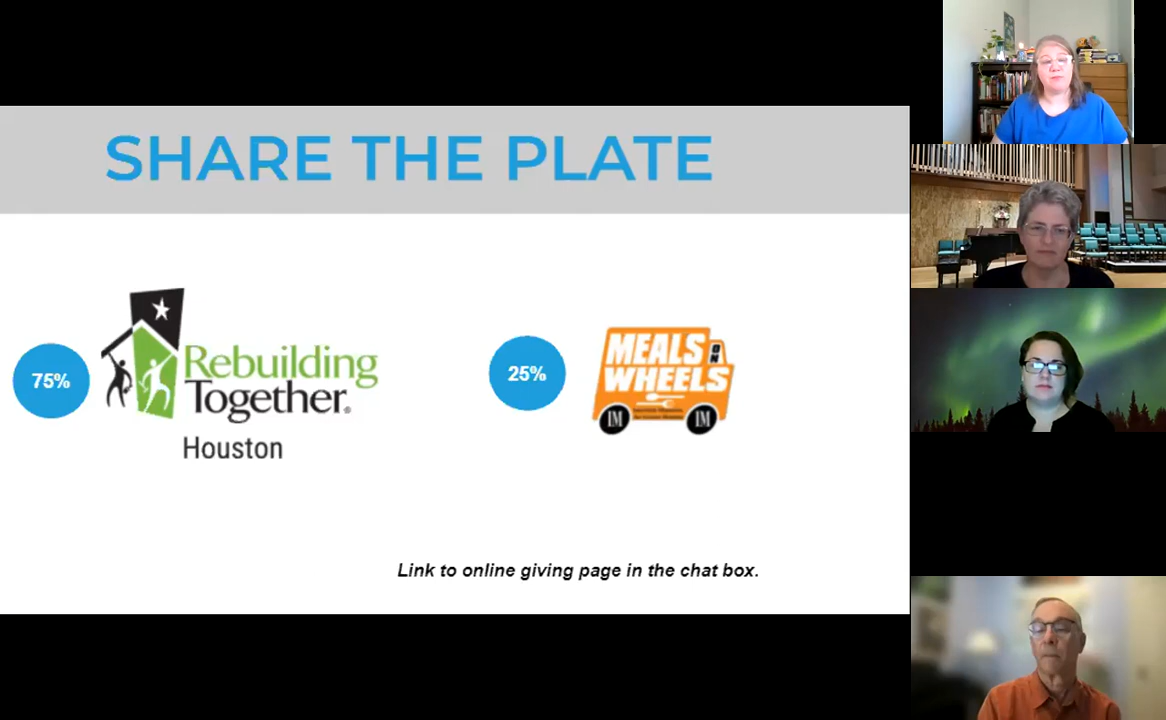 SHARE THE PLATE
75%
Rebuilding
Together®
Houston
25%
MEALS ON
WHEELS
IM
IM
Link to online giving page in the chat box.